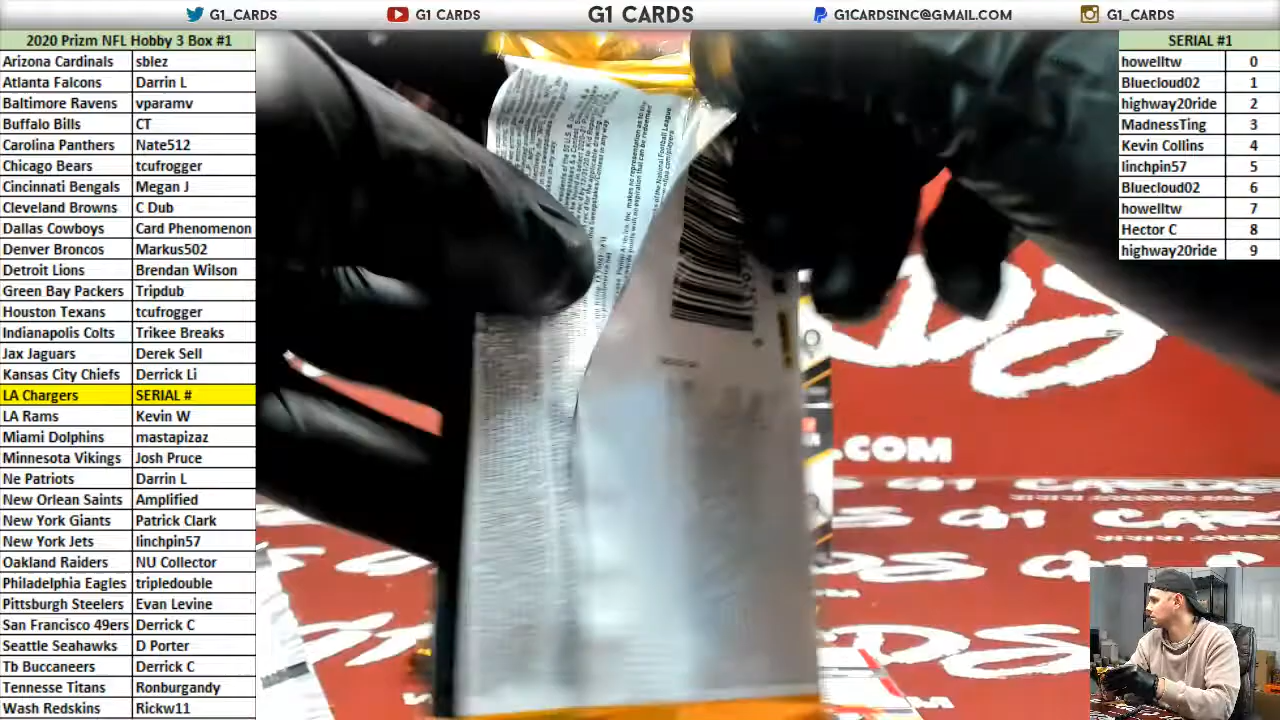 G1_CARDS
G1 CARDS
G1 CARDS
G1CARDSINC@GMAIL.COM
G1_CARDS
2020 Prizm NFL Hobby 3 Box #1
Arizona Cardinals sblez
Atlanta Falcons Darrin L
Baltimore Ravens vparamv
Buffalo Bills CT
Carolina Panthers Nate512
Chicago Bears tcufrogger
Cincinnati Bengals Megan J
Cleveland Browns C Dub
Dallas Cowboys Card Phenomenon
Denver Broncos Markus502
Detroit Lions Brendan Wilson
Green Bay Packers Tripdub
Houston Texans tcufrogger
Indianapolis Colts Trikee Breaks
Jax Jaguars Derek Sell
Kansas City Chiefs Derrick Li
LA Chargers SERIAL #
LA Rams Kevin W
Miami Dolphins mastapizaz
Minnesota Vikings Josh Pruce
Ne Patriots Darrin L
New Orlean Saints Amplified
New York Giants Patrick Clark
New York Jets linchpin57
Oakland Raiders NU Collector
Philadelphia Eagles tripledouble
Pittsburgh Steelers Evan Levine
San Francisco 49ers Derrick C
Seattle Seahawks D Porter
Tb Buccaneers Derrick C
Tennesse Titans Ronburgandy
Wash Redskins Rickw11
SERIAL #1
howelltw 0
Bluecloud02 1
highway20ride 2
MadnessTing 3
Kevin Collins 4
linchpin57 5
Bluecloud02 6
howelltw 7
Hector C 8
highway20ride 9
.COM